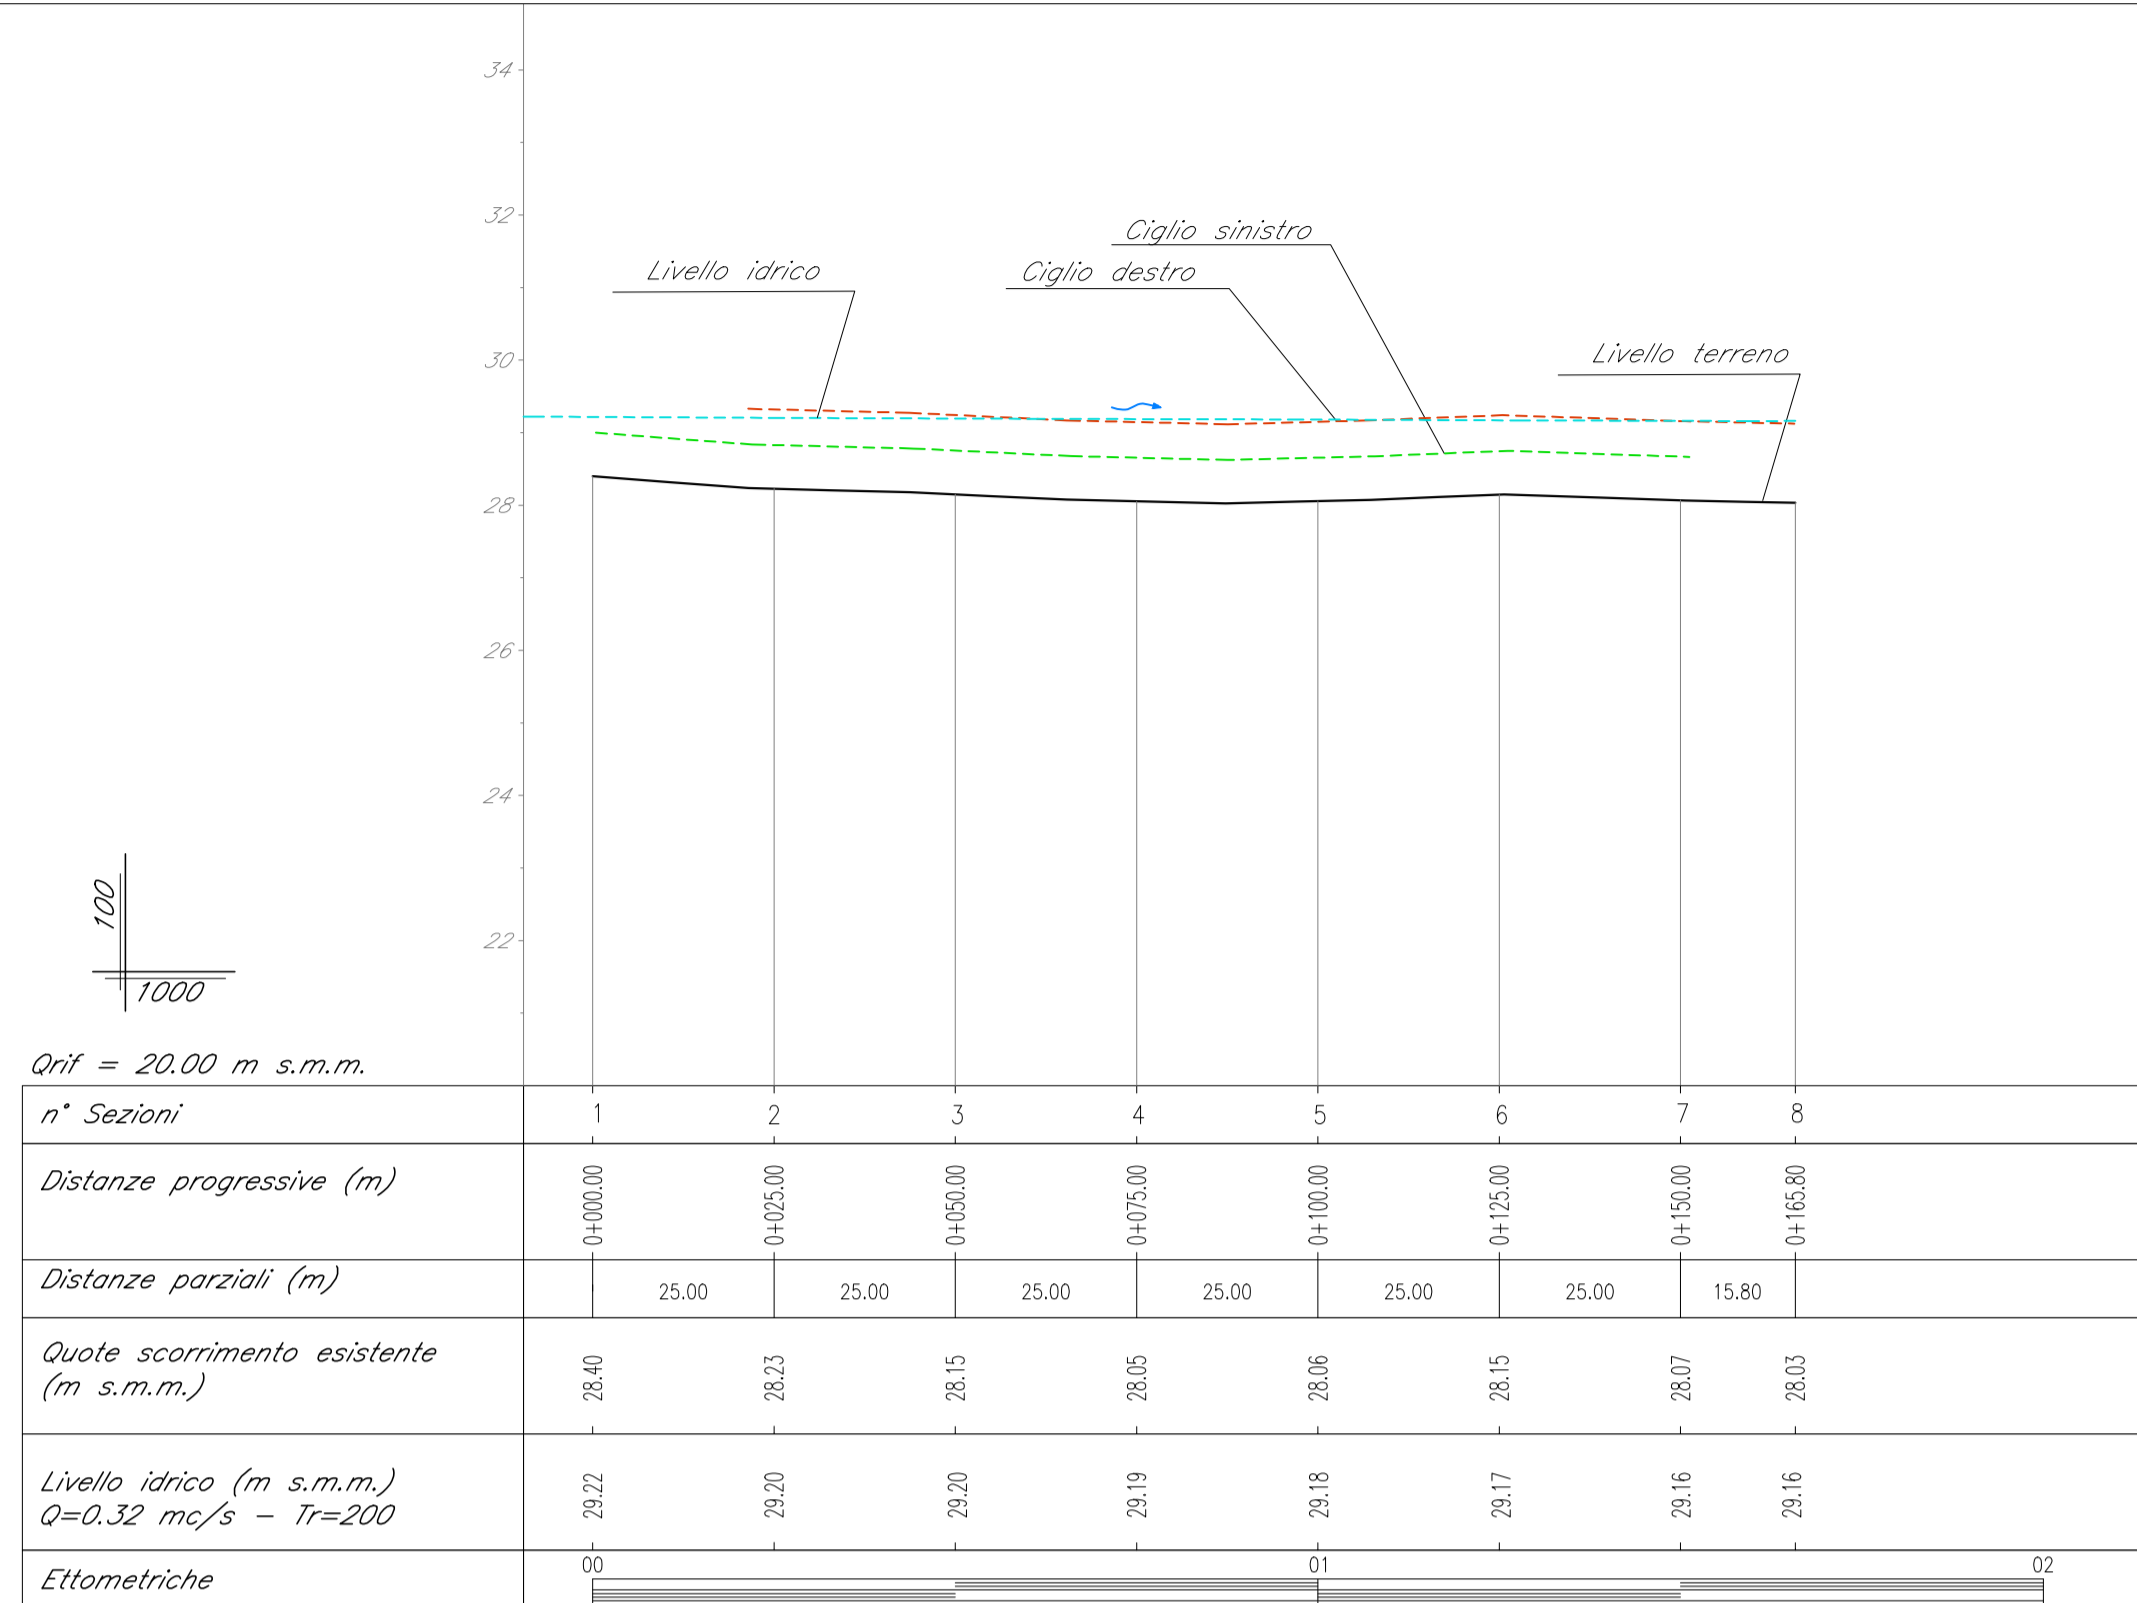 34
32
Ciglio sinistro
Livello idrico
Ciglio destro
30
Livello terreno
28
26
24
22
100
1000
Qrif = 20.00 m s.m.m.
n° Sezioni 1 2 3 4 5 6 7 8
Distanze progressive (m) 0+000.00 0+025.00 0+050.00 0+075.00 0+100.00 0+125.00 0+150.00 0+165.80
Distanze parziali (m) 25.00 25.00 25.00 25.00 25.00 25.00 15.80
Quote scorrimento esistente
(m s.m.m.) 28.40 28.23 28.15 28.05 28.06 28.15 28.07 28.03
Livello idrico (m s.m.m.)
Q=0.32 mc/s - Tr=200 29.22 29.20 29.20 29.19 29.18 29.17 29.16 29.16
Ettometriche 00 01 02